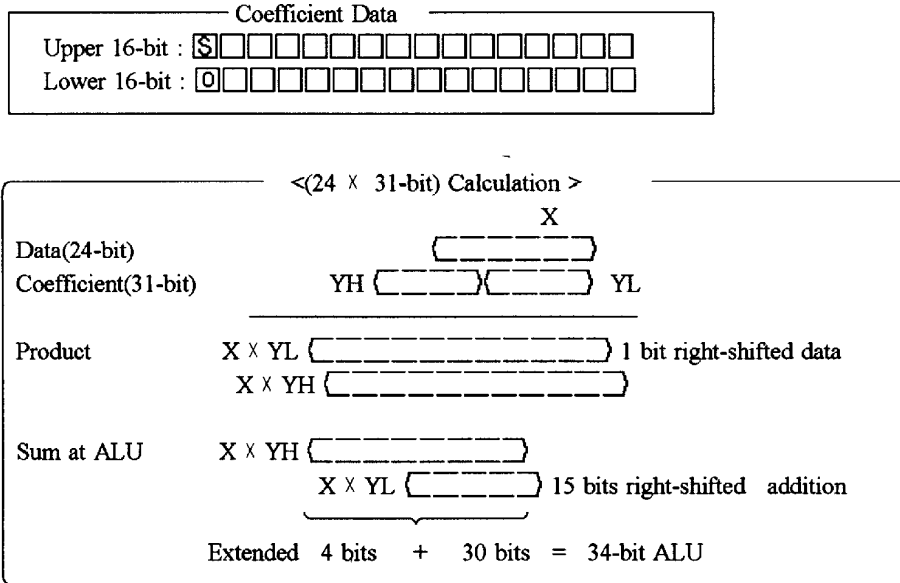 Coefficient Data
Upper 16-bit : S
Lower 16-bit : 0
<(24 × 31-bit) Calculation >
X
Data(24-bit)
Coefficient(31-bit) YH YL
Product X × YL 1 bit right-shifted data
X × YH
Sum at ALU X × YH
X × YL 15 bits right-shifted addition
Extended 4 bits + 30 bits = 34-bit ALU